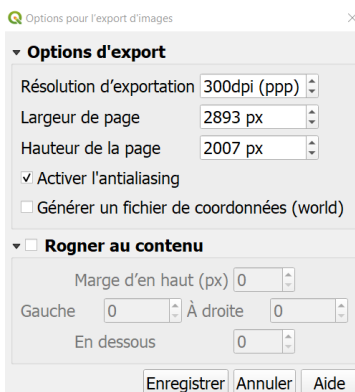 Options pour l'export d'images
Options d'export
Résolution d'exportation 300dpi (ppp)
Largeur de page 2893 px
Hauteur de la page 2007 px
Activer l'antialiasing
Générer un fichier de coordonnées (world)
Rogner au contenu
Marge d'en haut (px) 0
Gauche 0 À droite 0
En dessous 0
Enregistrer Annuler Aide